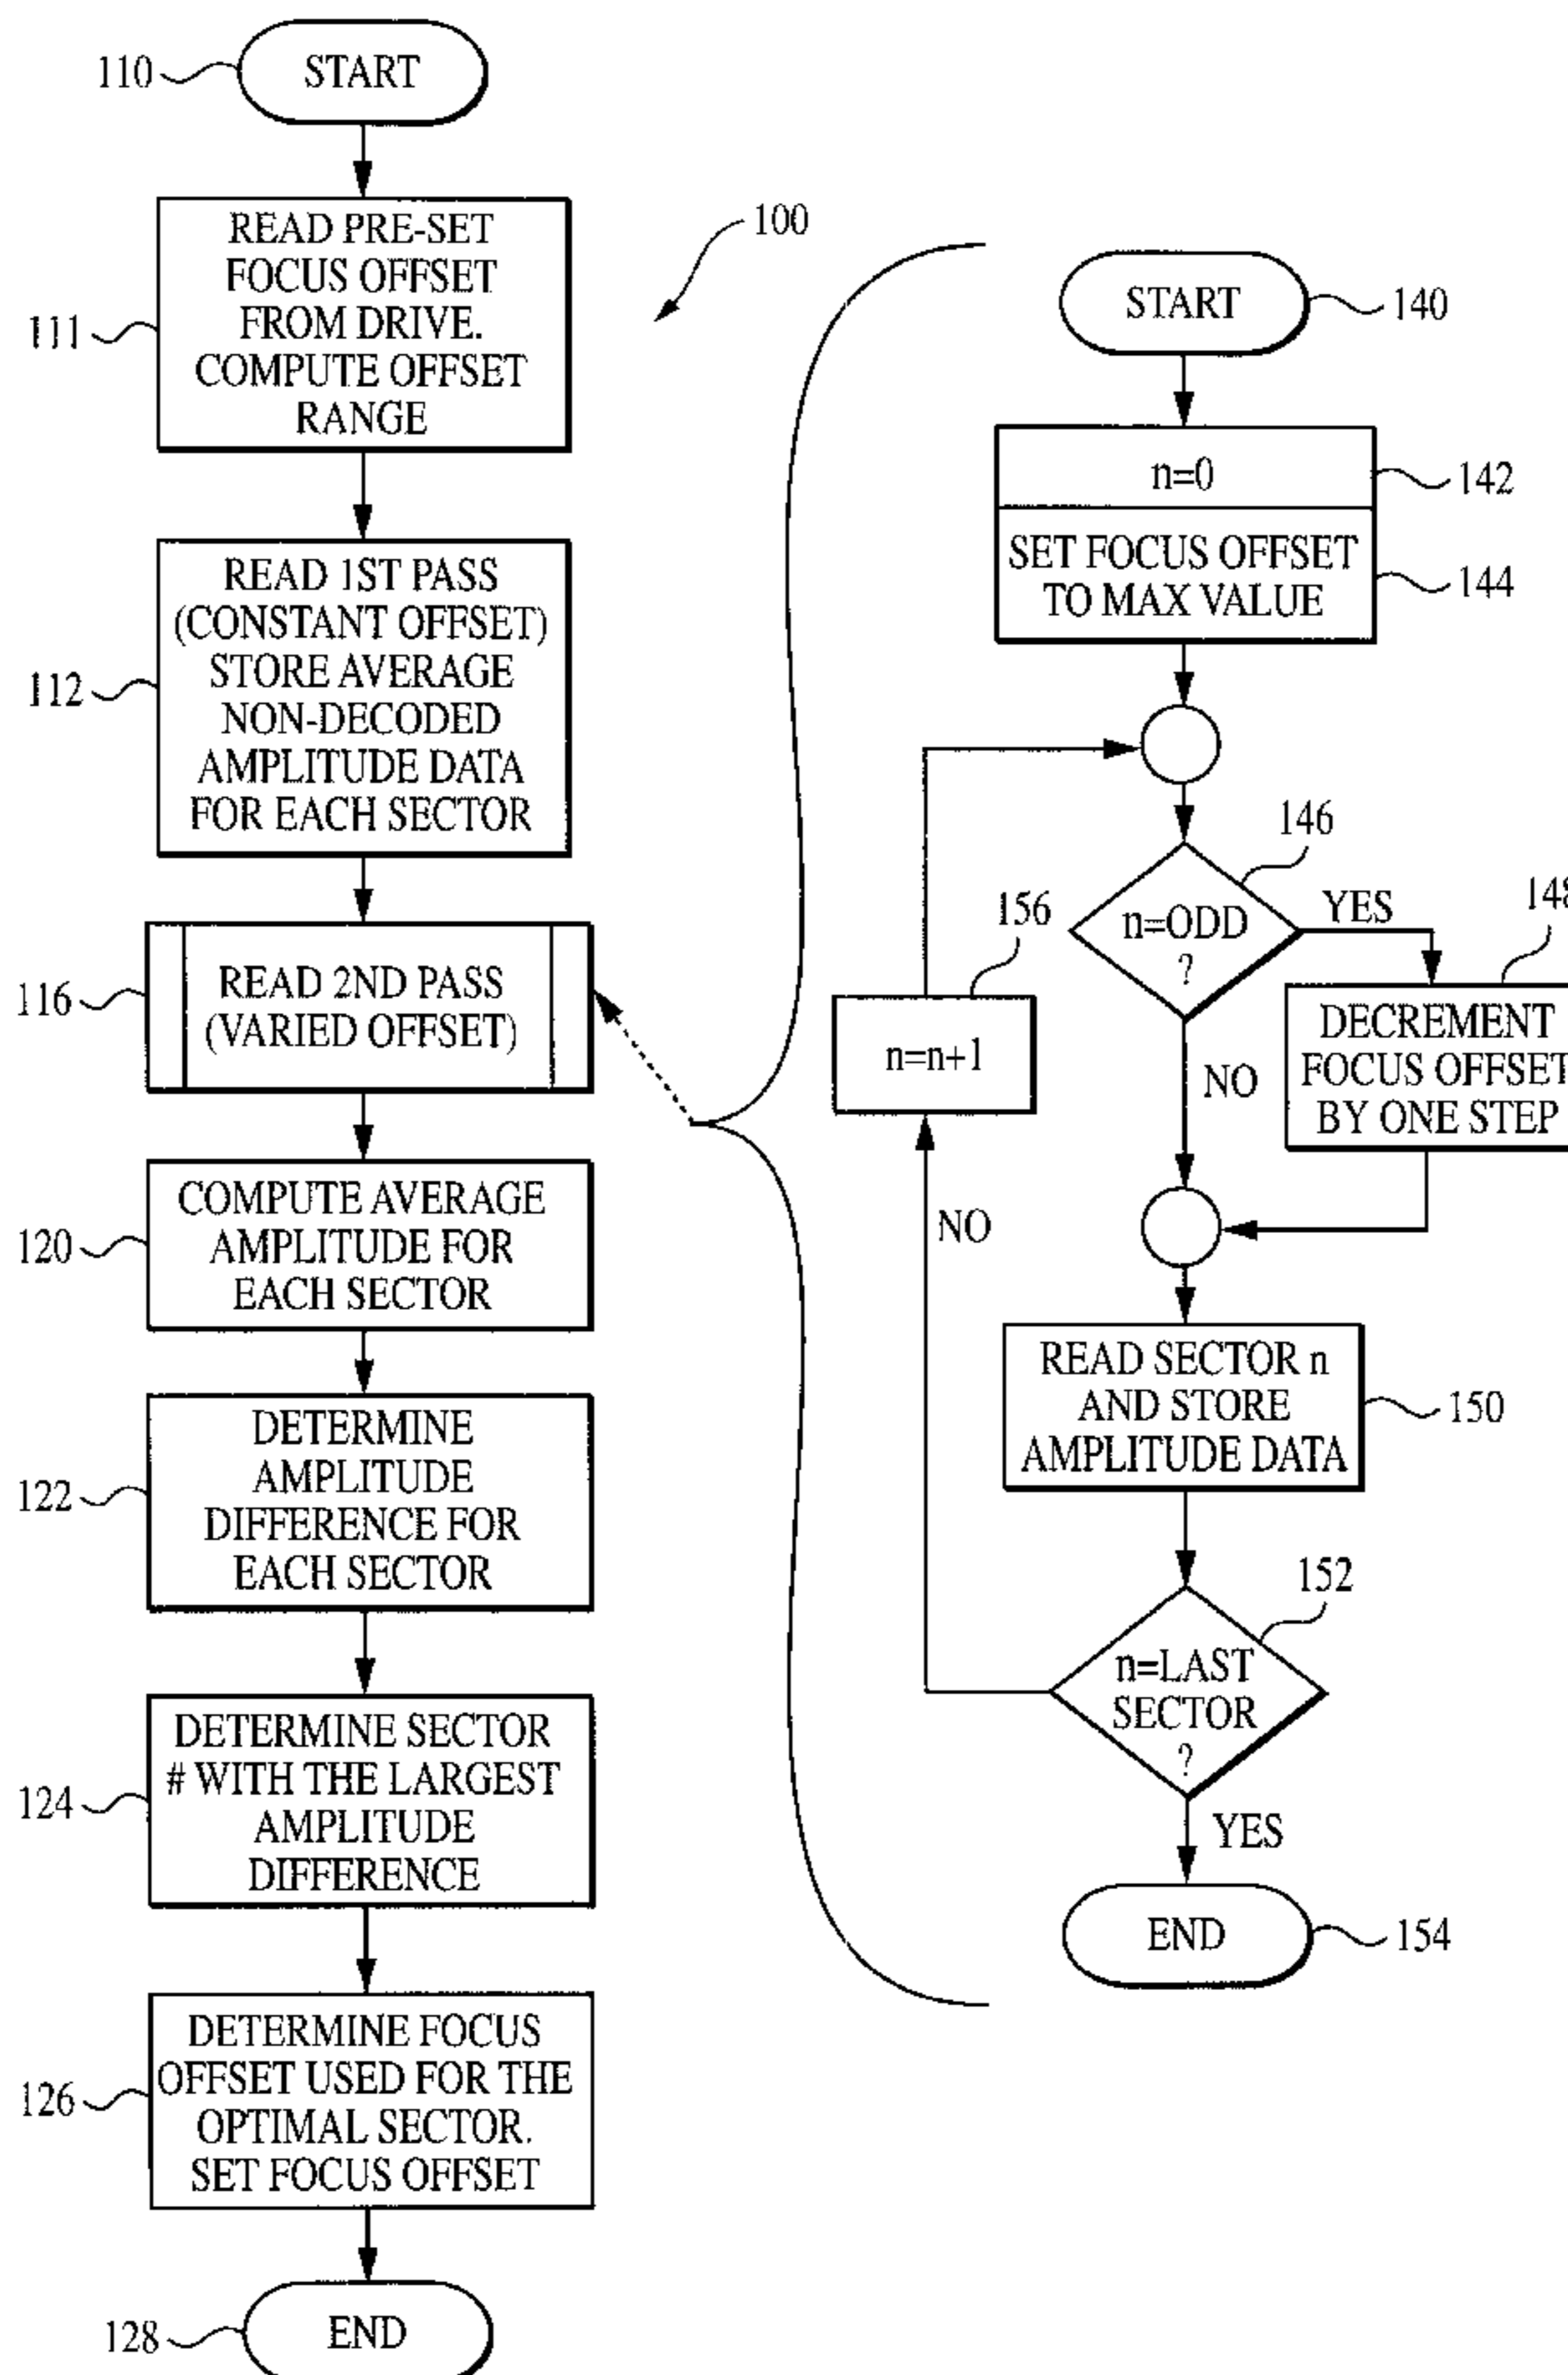 110
START
READ PRE-SET
FOCUS OFFSET
FROM DRIVE.
COMPUTE OFFSET
RANGE
111
100
READ 1ST PASS
(CONSTANT OFFSET)
STORE AVERAGE
NON-DECODED
AMPLITUDE DATA
FOR EACH SECTOR
112
READ 2ND PASS
(VARIED OFFSET)
116
COMPUTE AVERAGE
AMPLITUDE FOR
EACH SECTOR
120
DETERMINE
AMPLITUDE
DIFFERENCE FOR
EACH SECTOR
122
DETERMINE SECTOR
# WITH THE LARGEST
AMPLITUDE
DIFFERENCE
124
DETERMINE FOCUS
OFFSET USED FOR THE
OPTIMAL SECTOR.
SET FOCUS OFFSET
126
END
128
START
140
n=0
142
SET FOCUS OFFSET
TO MAX VALUE
144
146
n=ODD
?
YES
148
DECREMENT
FOCUS OFFSET
BY ONE STEP
NO
156
n=n+1
NO
READ SECTOR n
AND STORE
AMPLITUDE DATA
150
152
n=LAST
SECTOR
?
YES
END
154